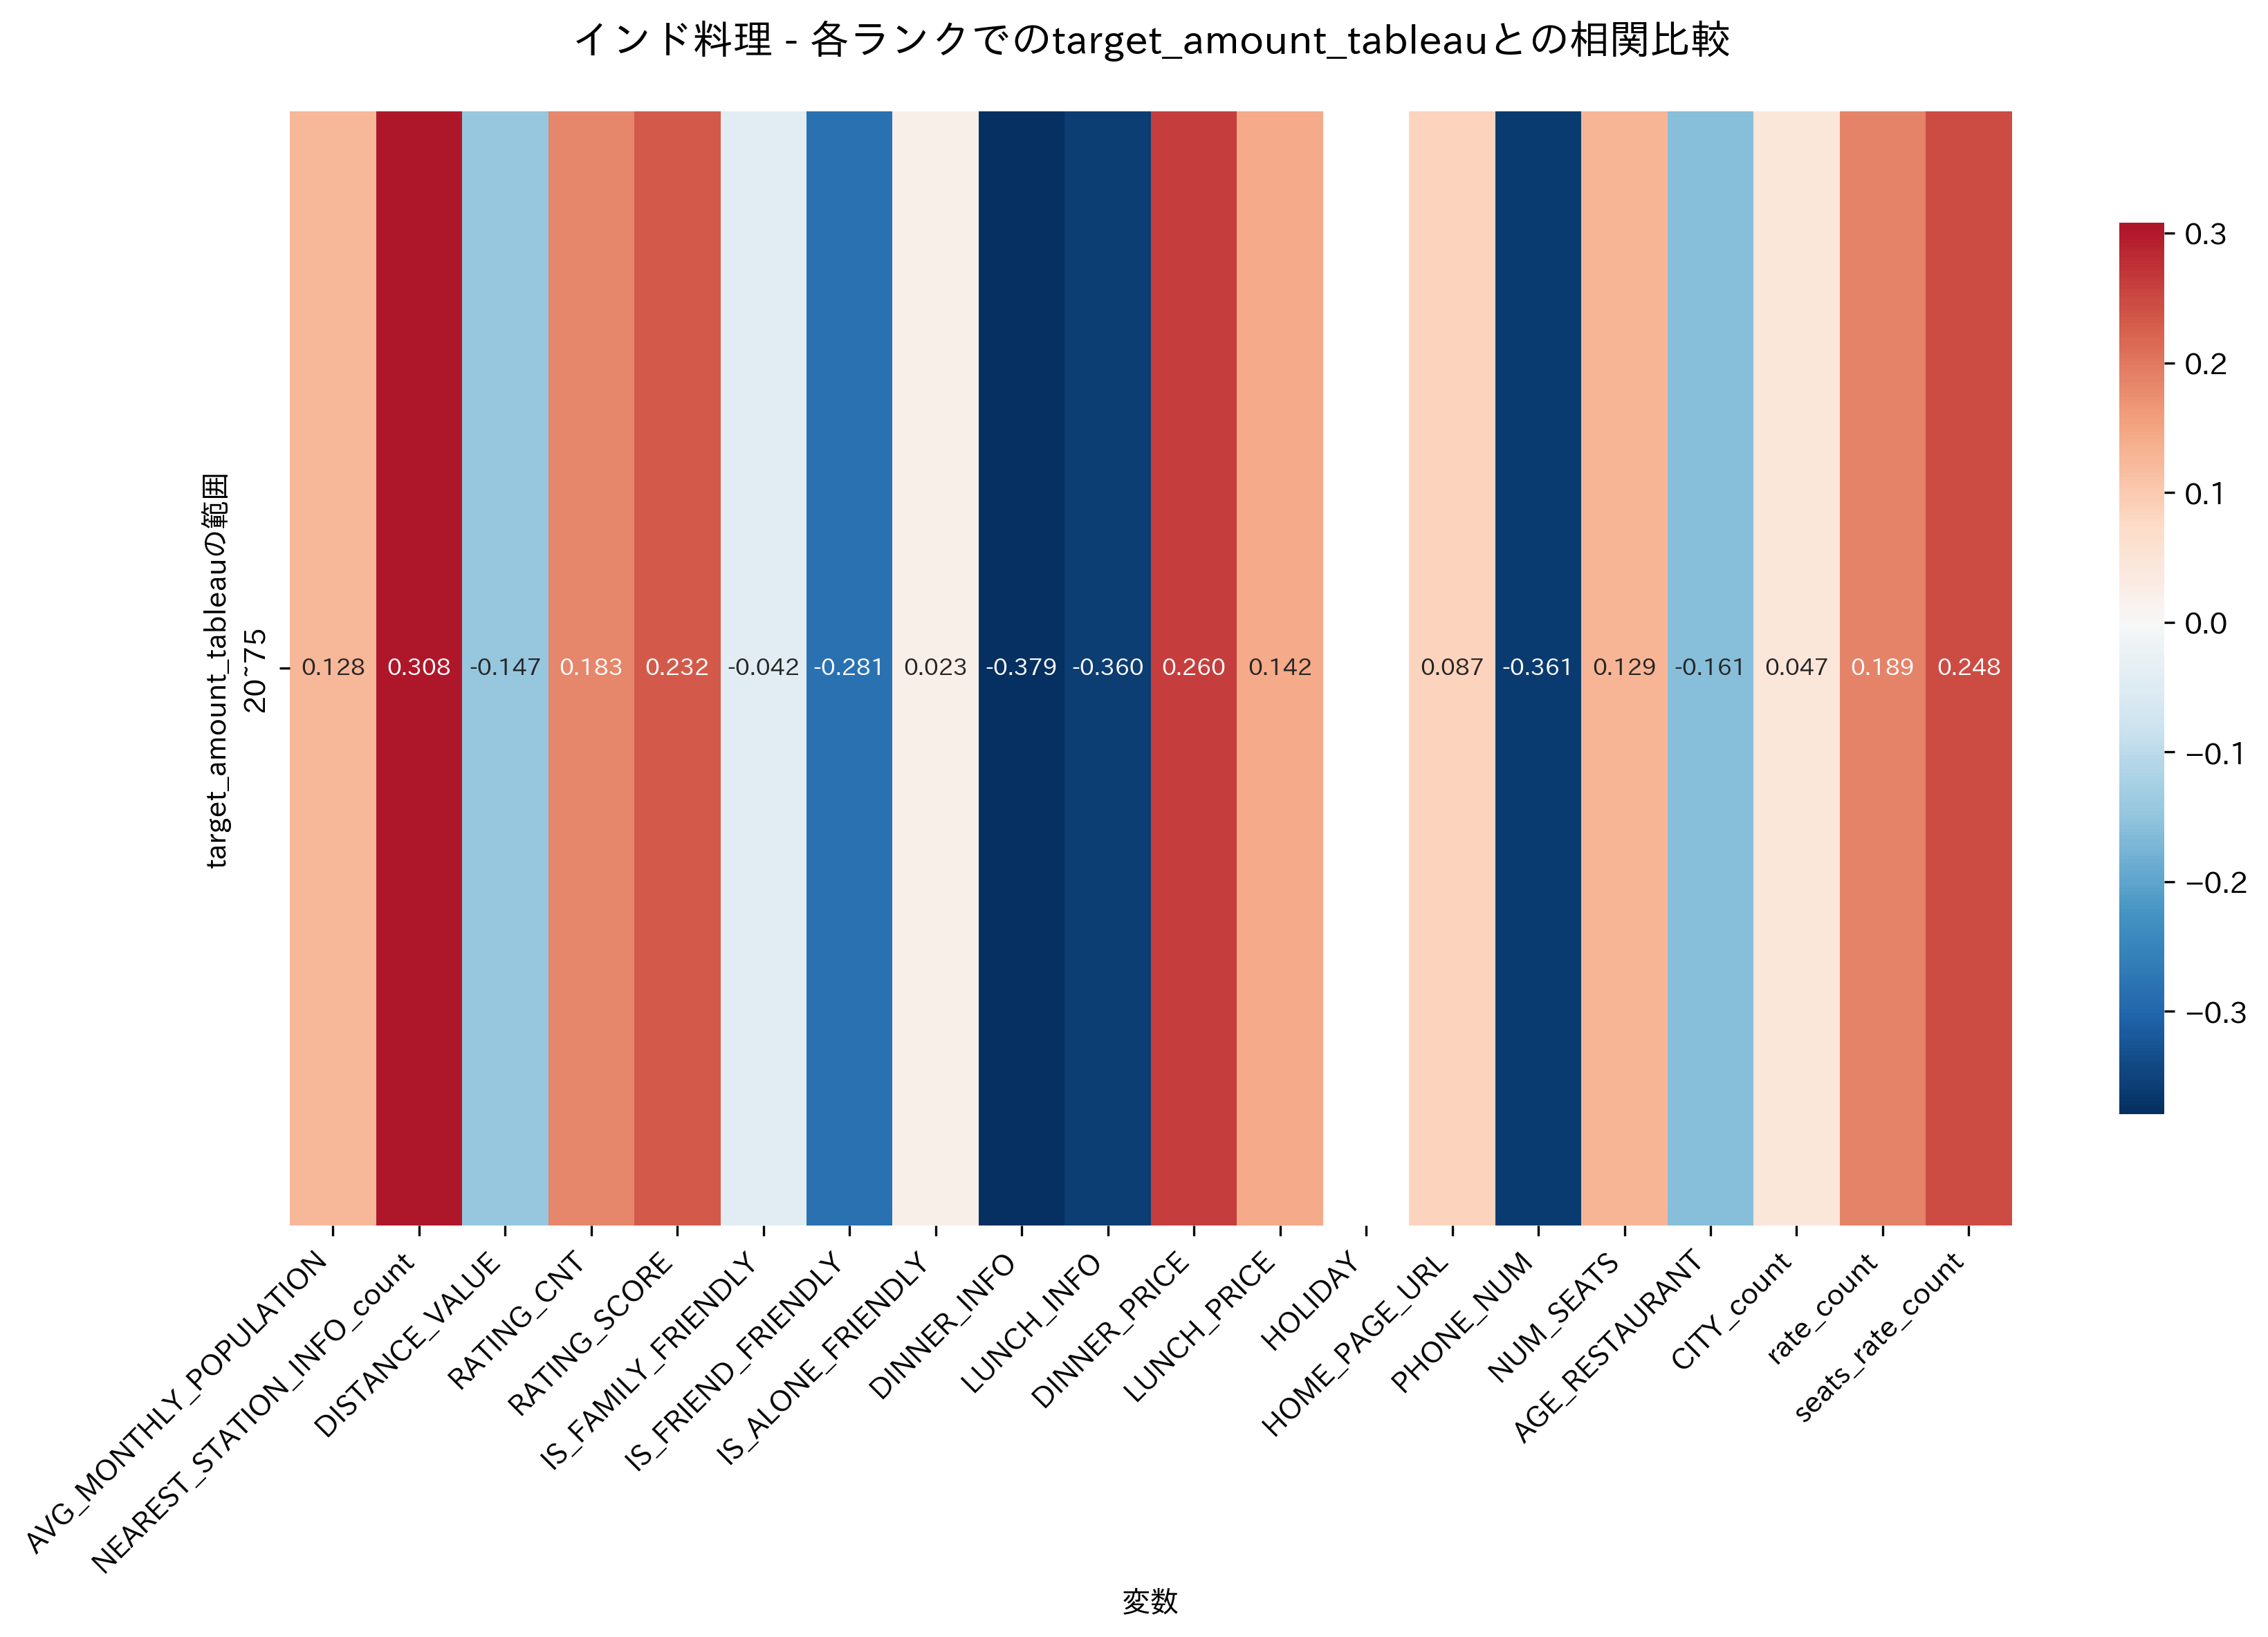 インド料理 - 各ランクでのtarget_amount_tableauとの相関比較
target_amount_tableauの範囲
20~75
0.128 0.308 -0.147 0.183 0.232 -0.042 -0.281 0.023 -0.379 -0.360 0.260 0.142 0.087 -0.361 0.129 -0.161 0.047 0.189 0.248
AVG_MONTHLY_POPULATION
NEAREST_STATION_INFO_count
DISTANCE_VALUE
RATING_CNT
RATING_SCORE
IS_FAMILY_FRIENDLY
IS_FRIEND_FRIENDLY
IS_ALONE_FRIENDLY
DINNER_INFO
LUNCH_INFO
DINNER_PRICE
LUNCH_PRICE
HOLIDAY
HOME_PAGE_URL
PHONE_NUM
NUM_SEATS
AGE_RESTAURANT
CITY_count
rate_count
seats_rate_count
変数
0.3
0.2
0.1
0.0
−0.1
−0.2
−0.3